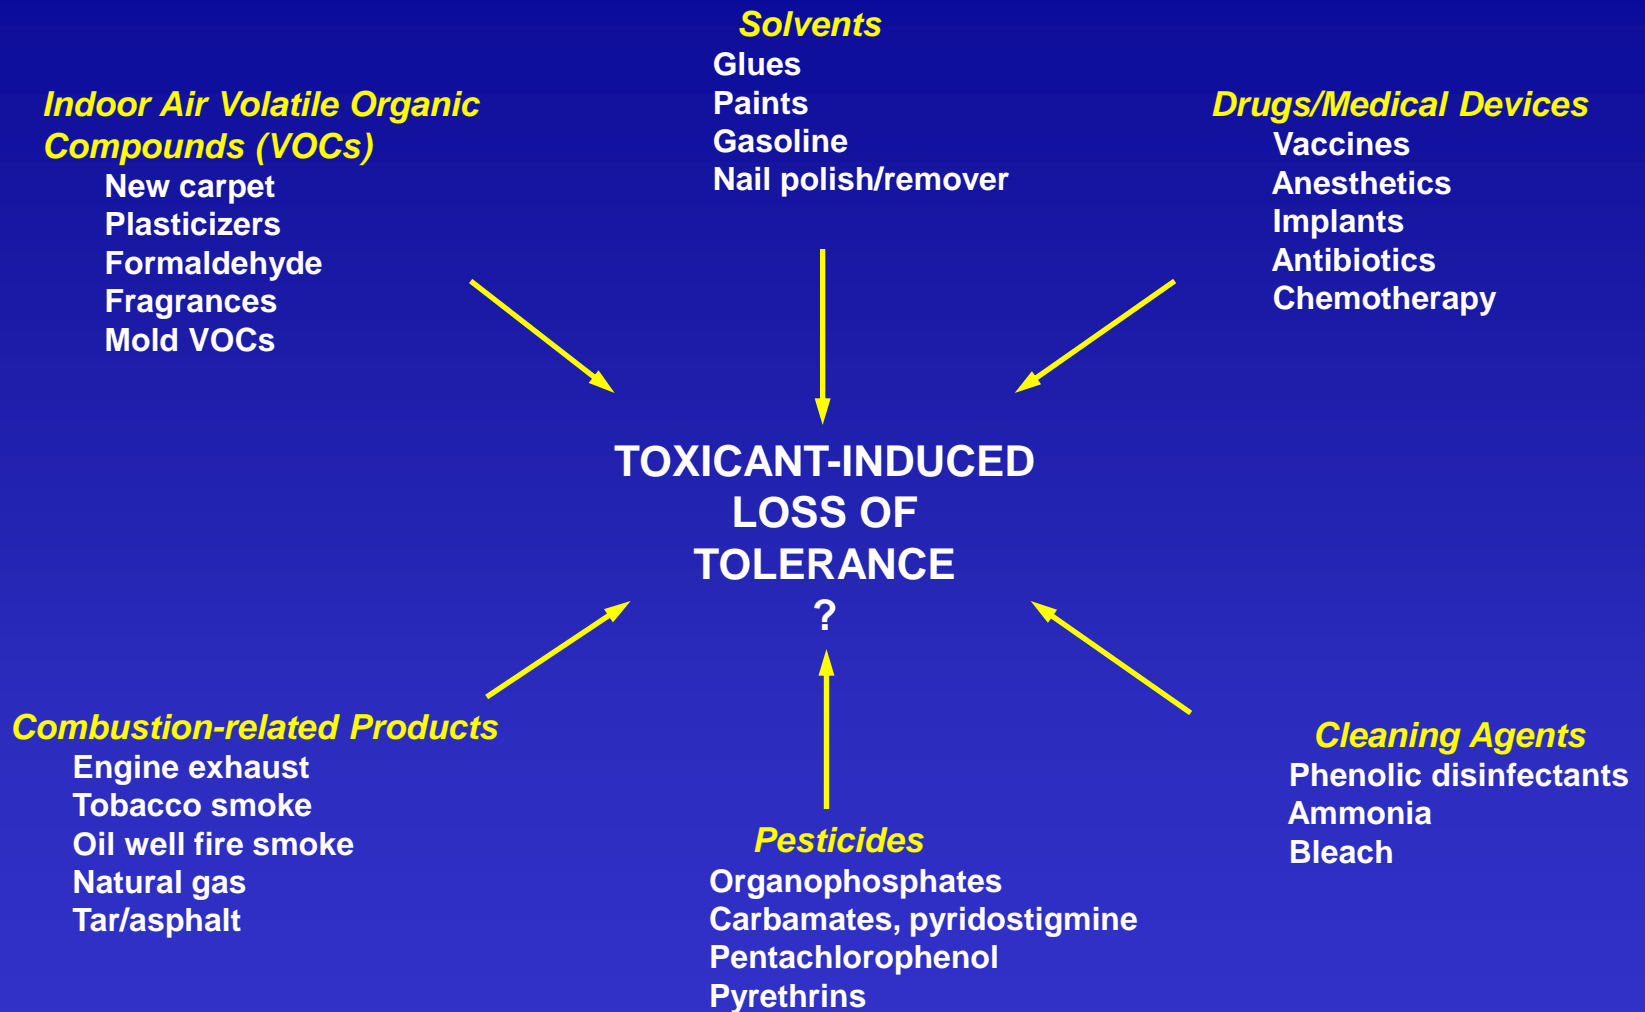 Solvents
Glues
Paints
Gasoline
Nail polish/remover
Indoor Air Volatile Organic
Compounds (VOCs)
New carpet
Plasticizers
Formaldehyde
Fragrances
Mold VOCs
Drugs/Medical Devices
Vaccines
Anesthetics
Implants
Antibiotics
Chemotherapy
TOXICANT-INDUCED
LOSS OF
TOLERANCE
?
Combustion-related Products
Engine exhaust
Tobacco smoke
Oil well fire smoke
Natural gas
Tar/asphalt
Pesticides
Organophosphates
Carbamates, pyridostigmine
Pentachlorophenol
Pyrethrins
Cleaning Agents
Phenolic disinfectants
Ammonia
Bleach